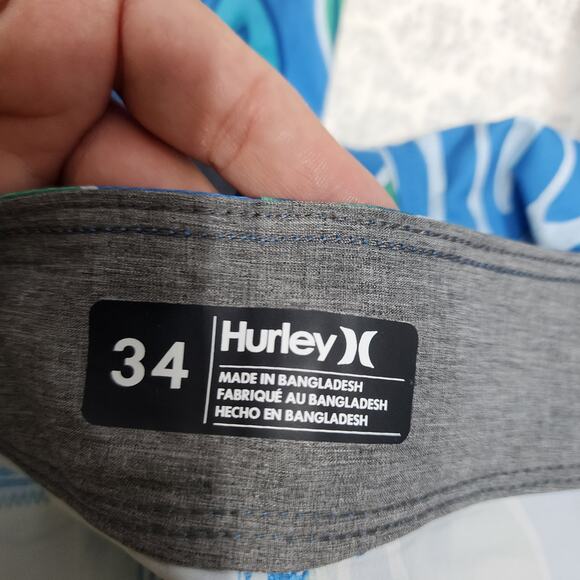 34
Hurley
MADE IN BANGLADESH
FABRIQUÉ AU BANGLADESH
HECHO EN BANGLADESH